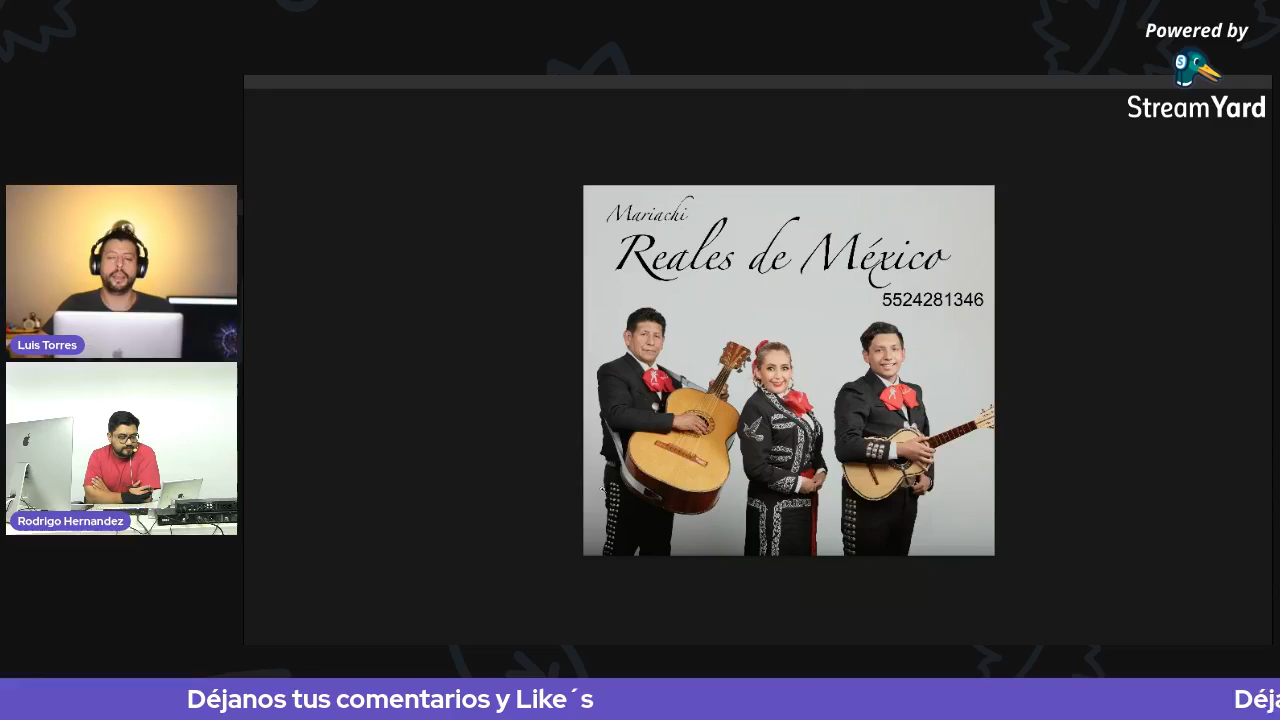 Powered by
StreamYard
Mariachi
Reales de México
5524281346
Luis Torres
Rodrigo Hernandez
Déjanos tus comentarios y Like´s
Déja